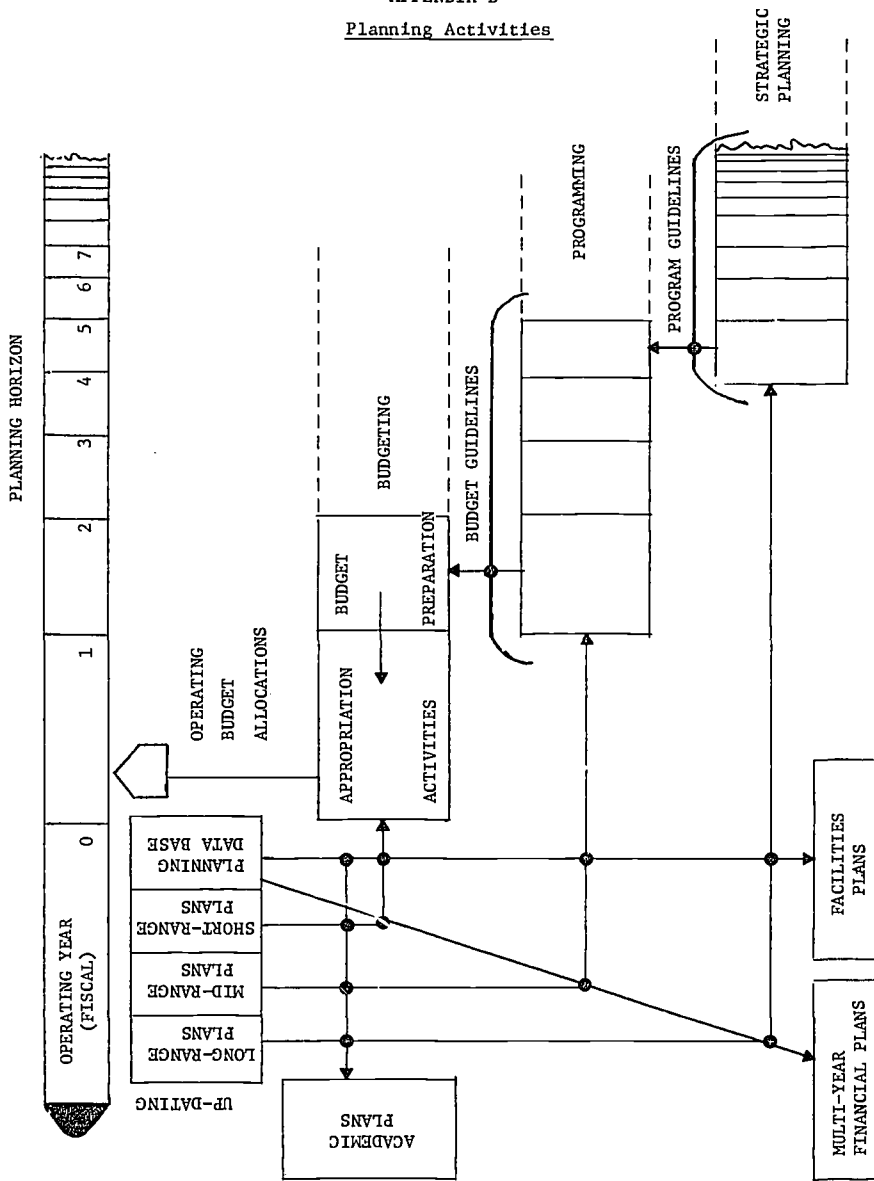 Planning Activities
PLANNING HORIZON
OPERATING YEAR
(FISCAL)
0
1
2
3
4
5
6
7
UP-DATING
LONG-RANGE
PLANS
MID-RANGE
PLANS
SHORT-RANGE
PLANS
PLANNING
DATA BASE
OPERATING
BUDGET
ALLOCATIONS
ACADEMIC
PLANS
APPROPRIATION
ACTIVITIES
BUDGET
PREPARATION
BUDGETING
BUDGET GUIDELINES
PROGRAMMING
PROGRAM GUIDELINES
STRATEGIC
PLANNING
MULTI-YEAR
FINANCIAL PLANS
FACILITIES
PLANS